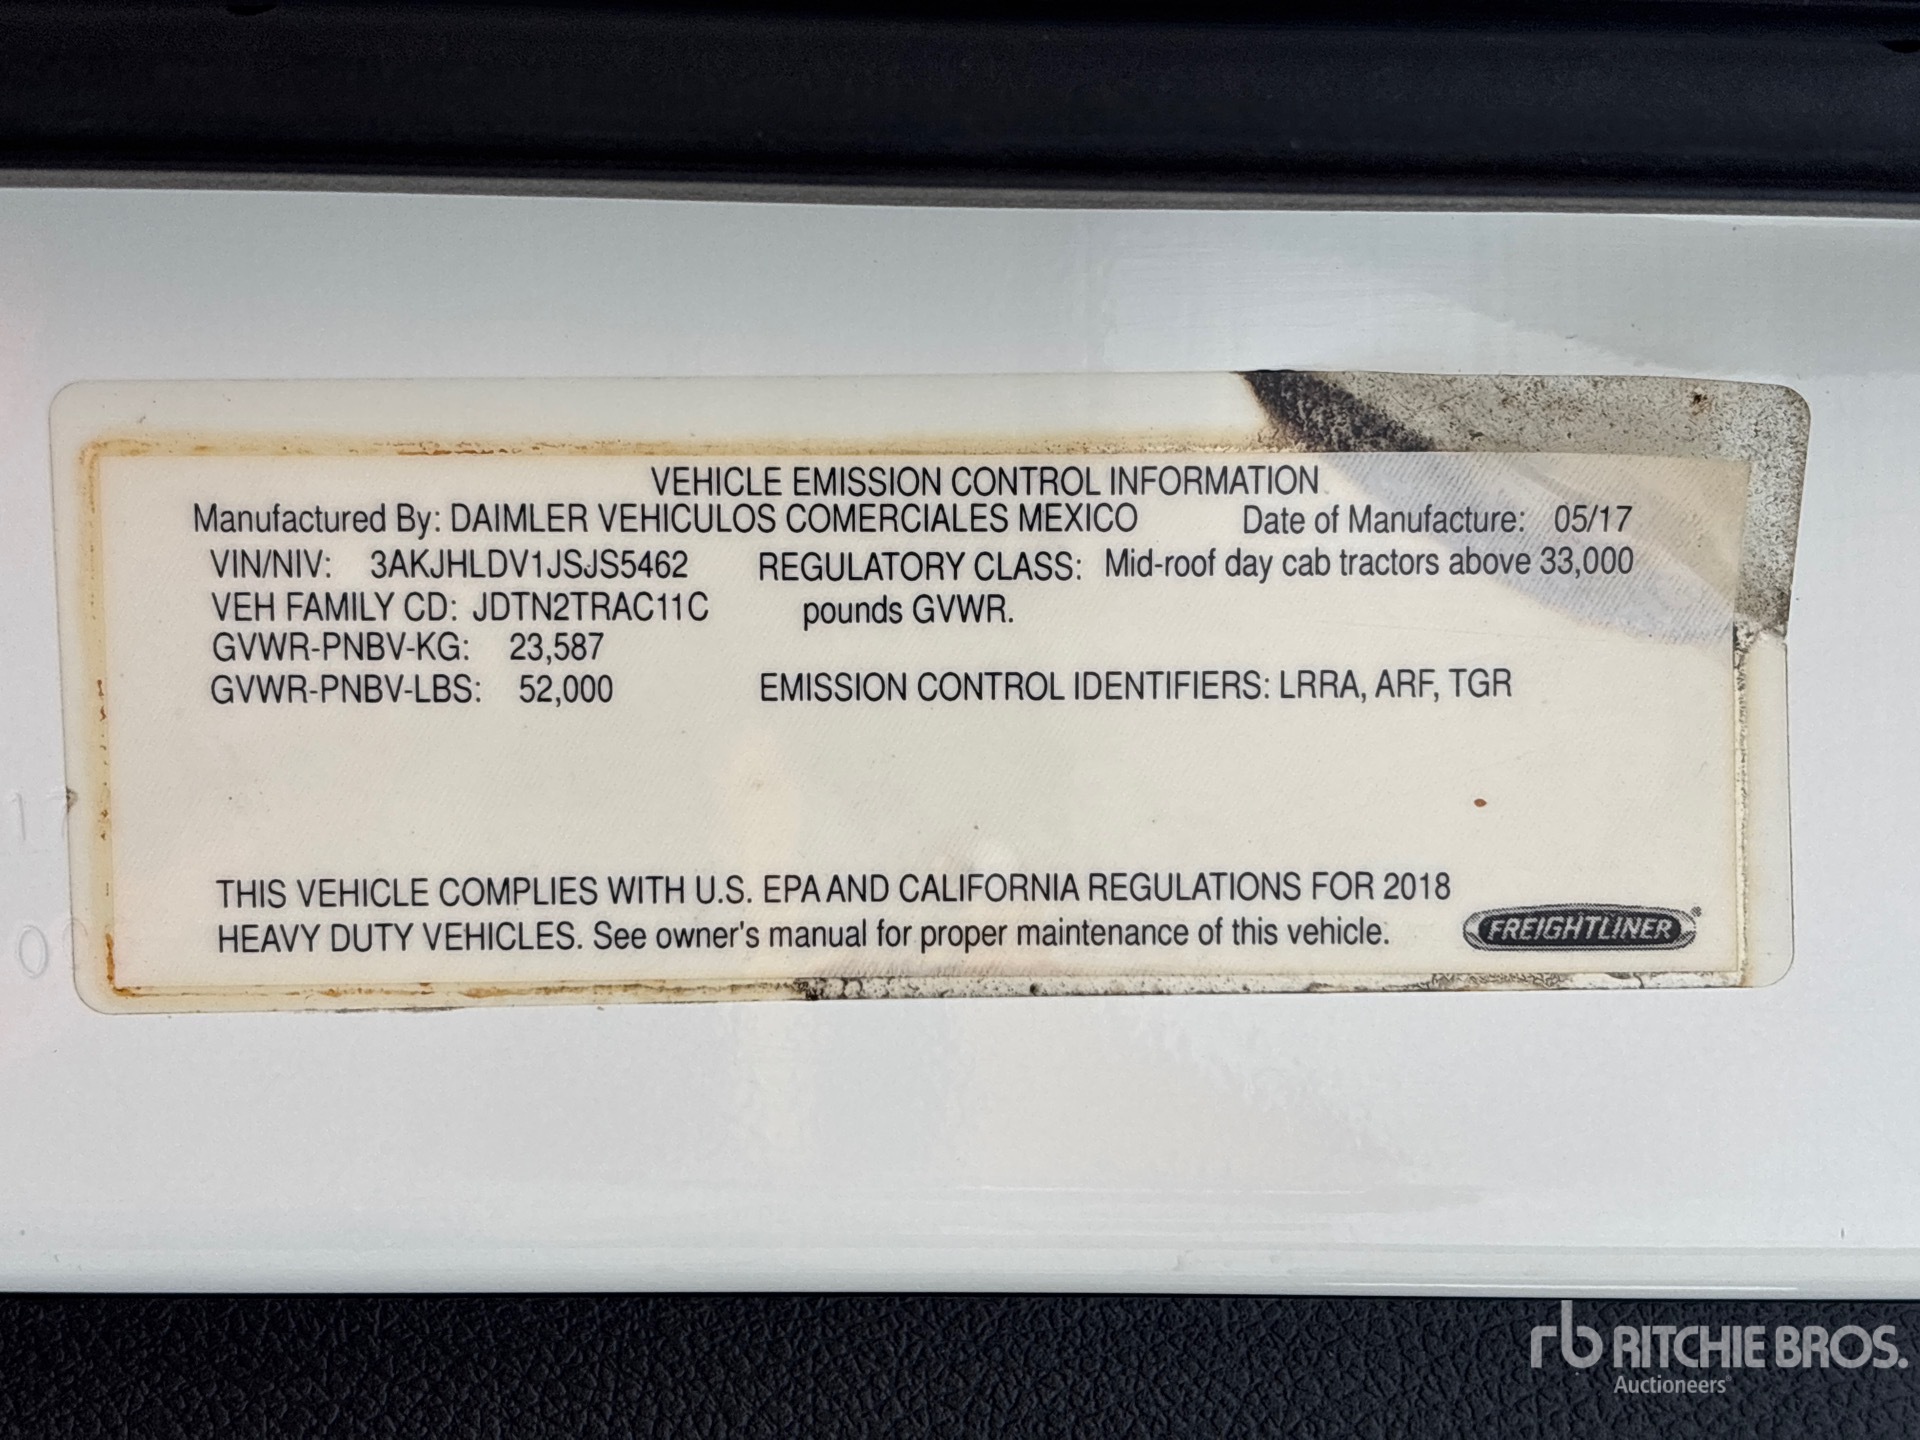 VEHICLE EMISSION CONTROL INFORMATION
Manufactured By: DAIMLER VEHICULOS COMERCIALES MEXICO Date of Manufacture: 05/17
VIN/NIV: 3AKJHLDV1JSJS5462 REGULATORY CLASS: Mid-roof day cab tractors above 33,000
VEH FAMILY CD: JDTN2TRAC11C pounds GVWR.
GVWR-PNBV-KG: 23,587
GVWR-PNBV-LBS: 52,000 EMISSION CONTROL IDENTIFIERS: LRRA, ARF, TGR
THIS VEHICLE COMPLIES WITH U.S. EPA AND CALIFORNIA REGULATIONS FOR 2018
HEAVY DUTY VEHICLES. See owner's manual for proper maintenance of this vehicle.
FREIGHTLINER®
rb RITCHIE BROS.
Auctioneers